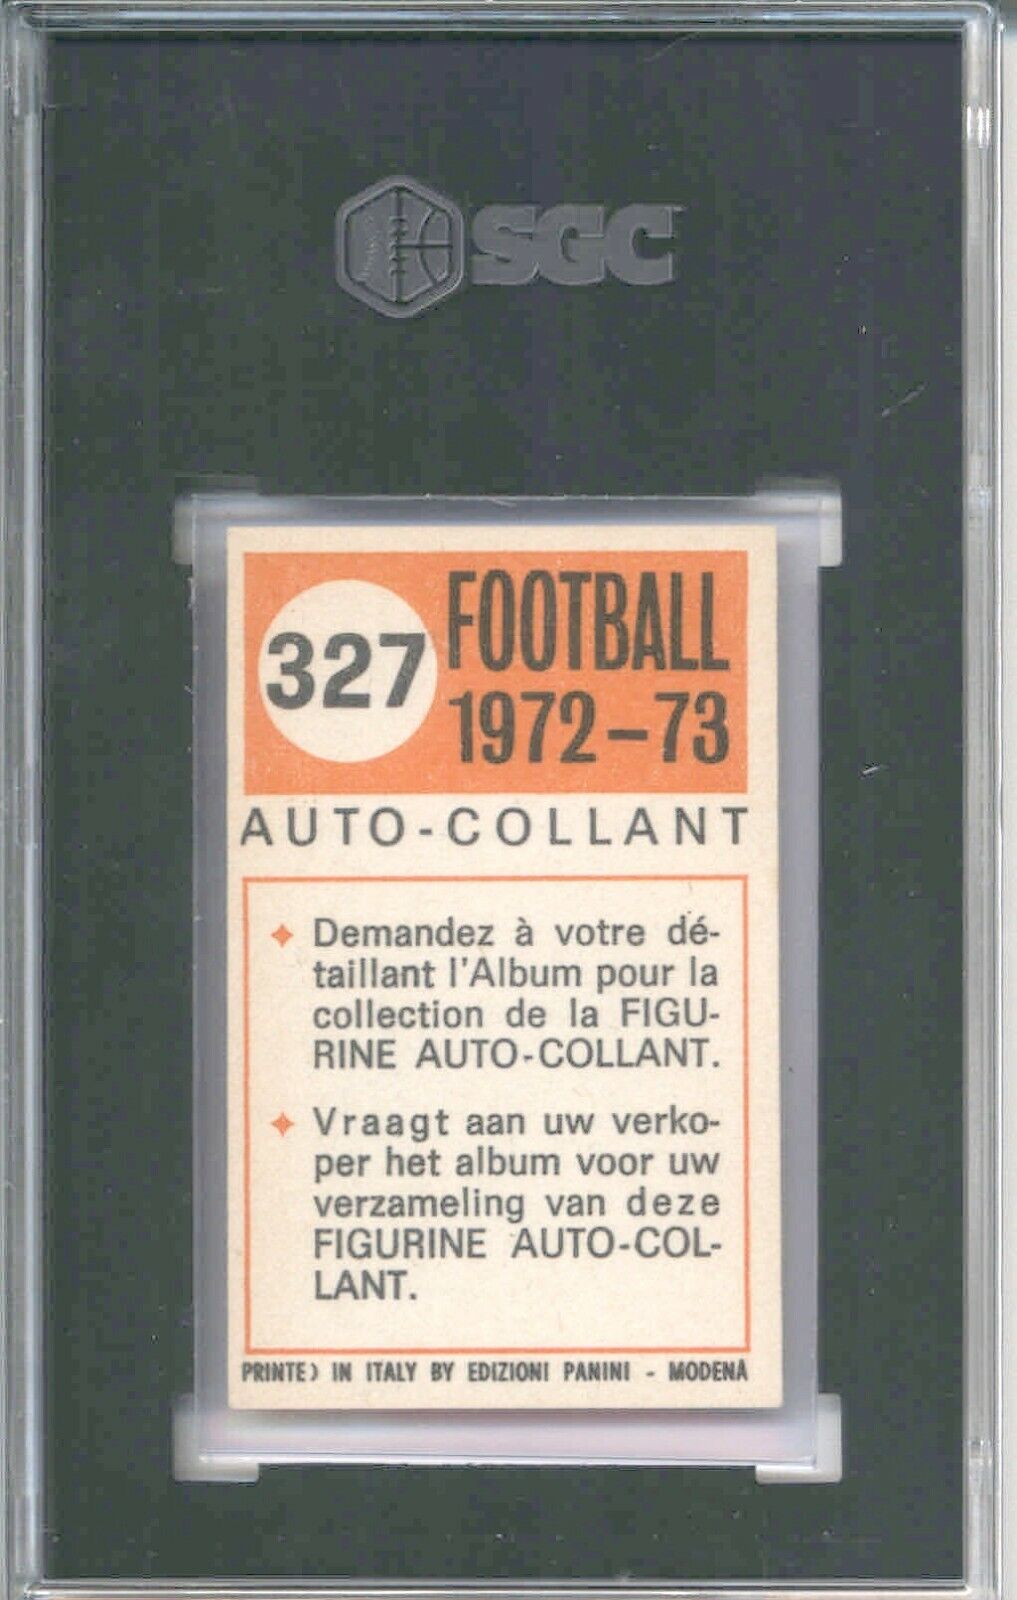 SGC
327
FOOTBALL
1972-73
AUTO-COLLANT
Demandez à votre dé-
taillant l'Album pour la
collection de la FIGU-
RINE AUTO-COLLANT.
Vraagt aan uw verko-
per het album voor uw
verzameling van deze
FIGURINE AUTO-COL-
LANT.
PRINTED IN ITALY BY EDIZIONI PANINI - MODENA